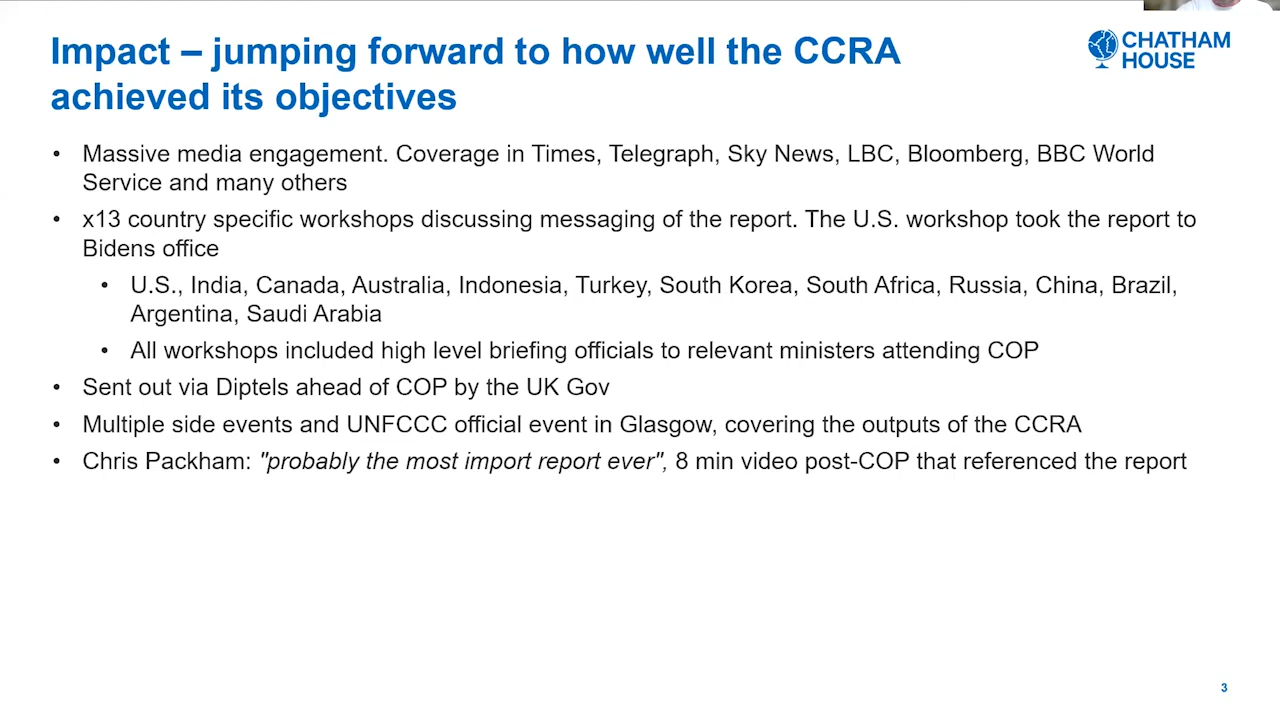 Impact – jumping forward to how well the CCRA
achieved its objectives
CHATHAM
HOUSE
• Massive media engagement. Coverage in Times, Telegraph, Sky News, LBC, Bloomberg, BBC World
Service and many others
• x13 country specific workshops discussing messaging of the report. The U.S. workshop took the report to
Bidens office
• U.S., India, Canada, Australia, Indonesia, Turkey, South Korea, South Africa, Russia, China, Brazil,
Argentina, Saudi Arabia
• All workshops included high level briefing officials to relevant ministers attending COP
• Sent out via Diptels ahead of COP by the UK Gov
• Multiple side events and UNFCCC official event in Glasgow, covering the outputs of the CCRA
• Chris Packham: "probably the most import report ever", 8 min video post-COP that referenced the report
3